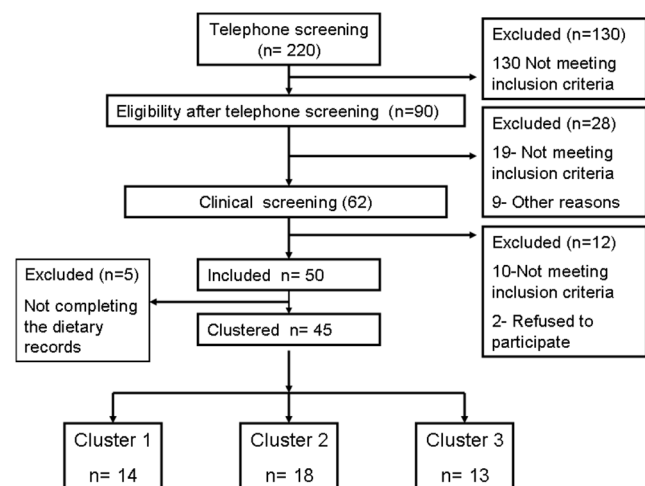 Telephone screening
(n= 220)
Excluded (n=130)
130 Not meeting
inclusion criteria
Eligibility after telephone screening (n=90)
Excluded (n=28)
19- Not meeting
inclusion criteria
9- Other reasons
Clinical screening (62)
Excluded (n=12)
10-Not meeting
inclusion criteria
2- Refused to
participate
Included n= 50
Excluded (n=5)
Not completing
the dietary
records
Clustered n= 45
Cluster 1
n= 14
Cluster 2
n= 18
Cluster 3
n= 13